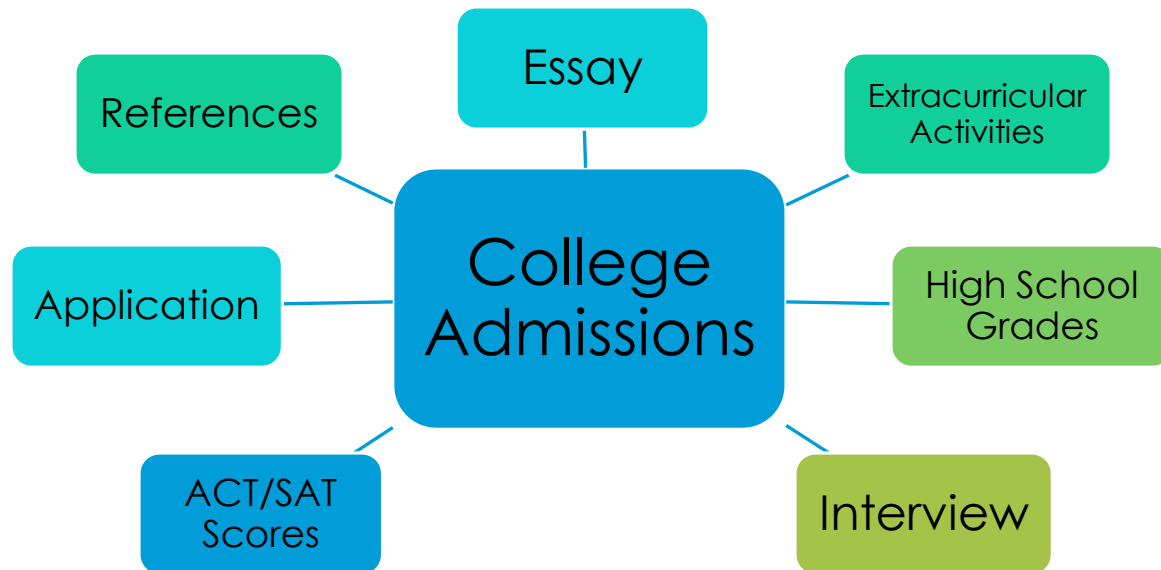 Essay
References
Extracurricular
Activities
College
Admissions
Application
High School
Grades
ACT/SAT
Scores
Interview